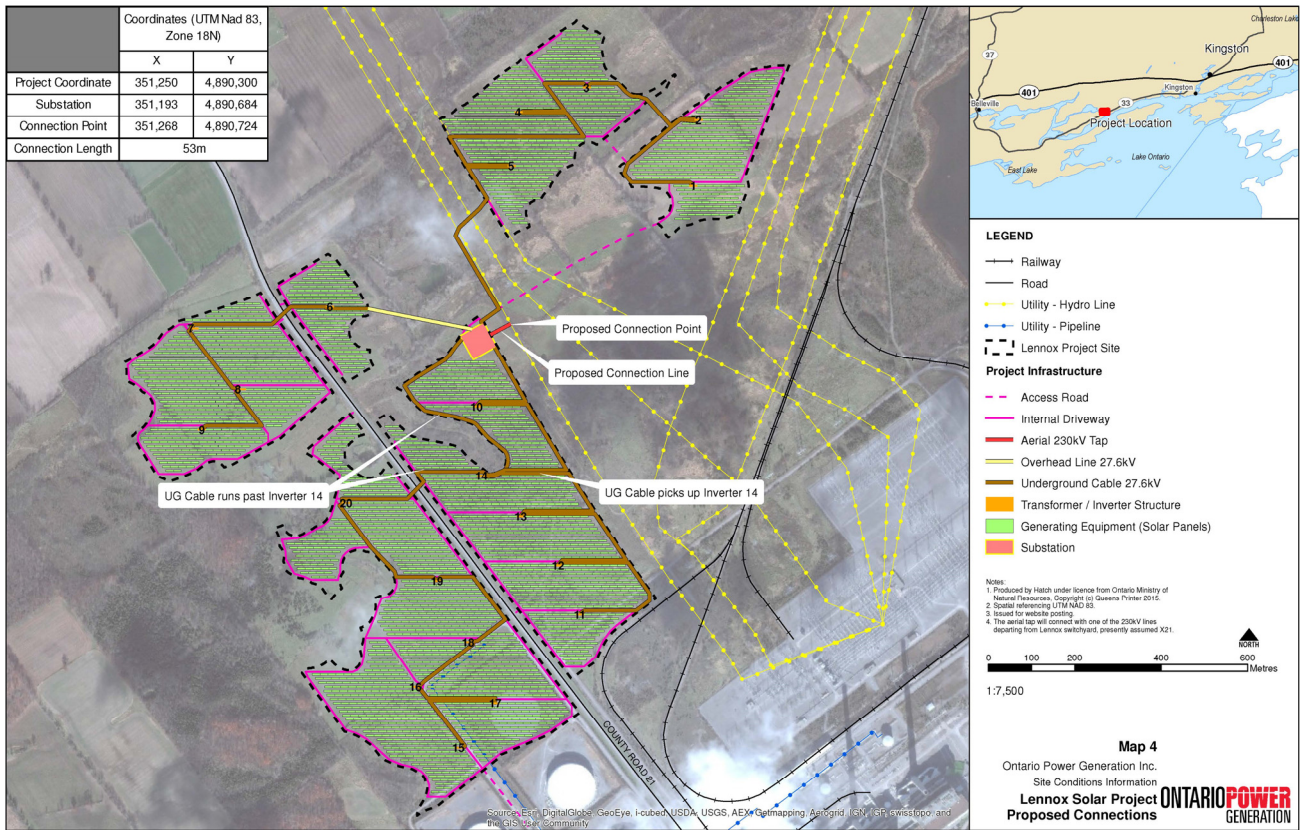 Coordinates (UTM Nad 83,
Zone 18N)
X Y
Project Coordinate 351,250 4,890,300
Substation 351,193 4,890,684
Connection Point 351,268 4,890,724
Connection Length 53m
3
4
2
5
1
6
7
8
9
10
14
13
12
11
20
19
18
16
17
15
Proposed Connection Point
Proposed Connection Line
UG Cable runs past Inverter 14
UG Cable picks up Inverter 14
COUNTY ROAD 21
Source: Esri, DigitalGlobe, GeoEye, i-cubed, USDA, USGS, AEX, Getmapping, Aerogrid, IGN, IGP, swisstopo, and
the GIS User Community
Charleston Lake
Kingston
37
401
401
Kingston
Belleville
33
Project Location
Lake Ontario
East Lake
LEGEND
Railway
Road
Utility - Hydro Line
Utility - Pipeline
Lennox Project Site
Project Infrastructure
Access Road
Internal Driveway
Aerial 230kV Tap
Overhead Line 27.6kV
Underground Cable 27.6kV
Transformer / Inverter Structure
Generating Equipment (Solar Panels)
Substation
Notes:
1. Produced by Hatch under licence from Ontario Ministry of
Natural Resources, Copyright (c) Queens Printer 2015.
2. Spatial referencing UTM NAD 83.
3. Issued for website posting.
4. The aerial tap will connect with one of the 230kV lines
departing from Lennox switchyard, presently assumed X21.
NORTH
0 100 200 400 600
Metres
1:7,500
Map 4
Ontario Power Generation Inc.
Site Conditions Information
Lennox Solar Project
Proposed Connections
ONTARIOPOWER
GENERATION